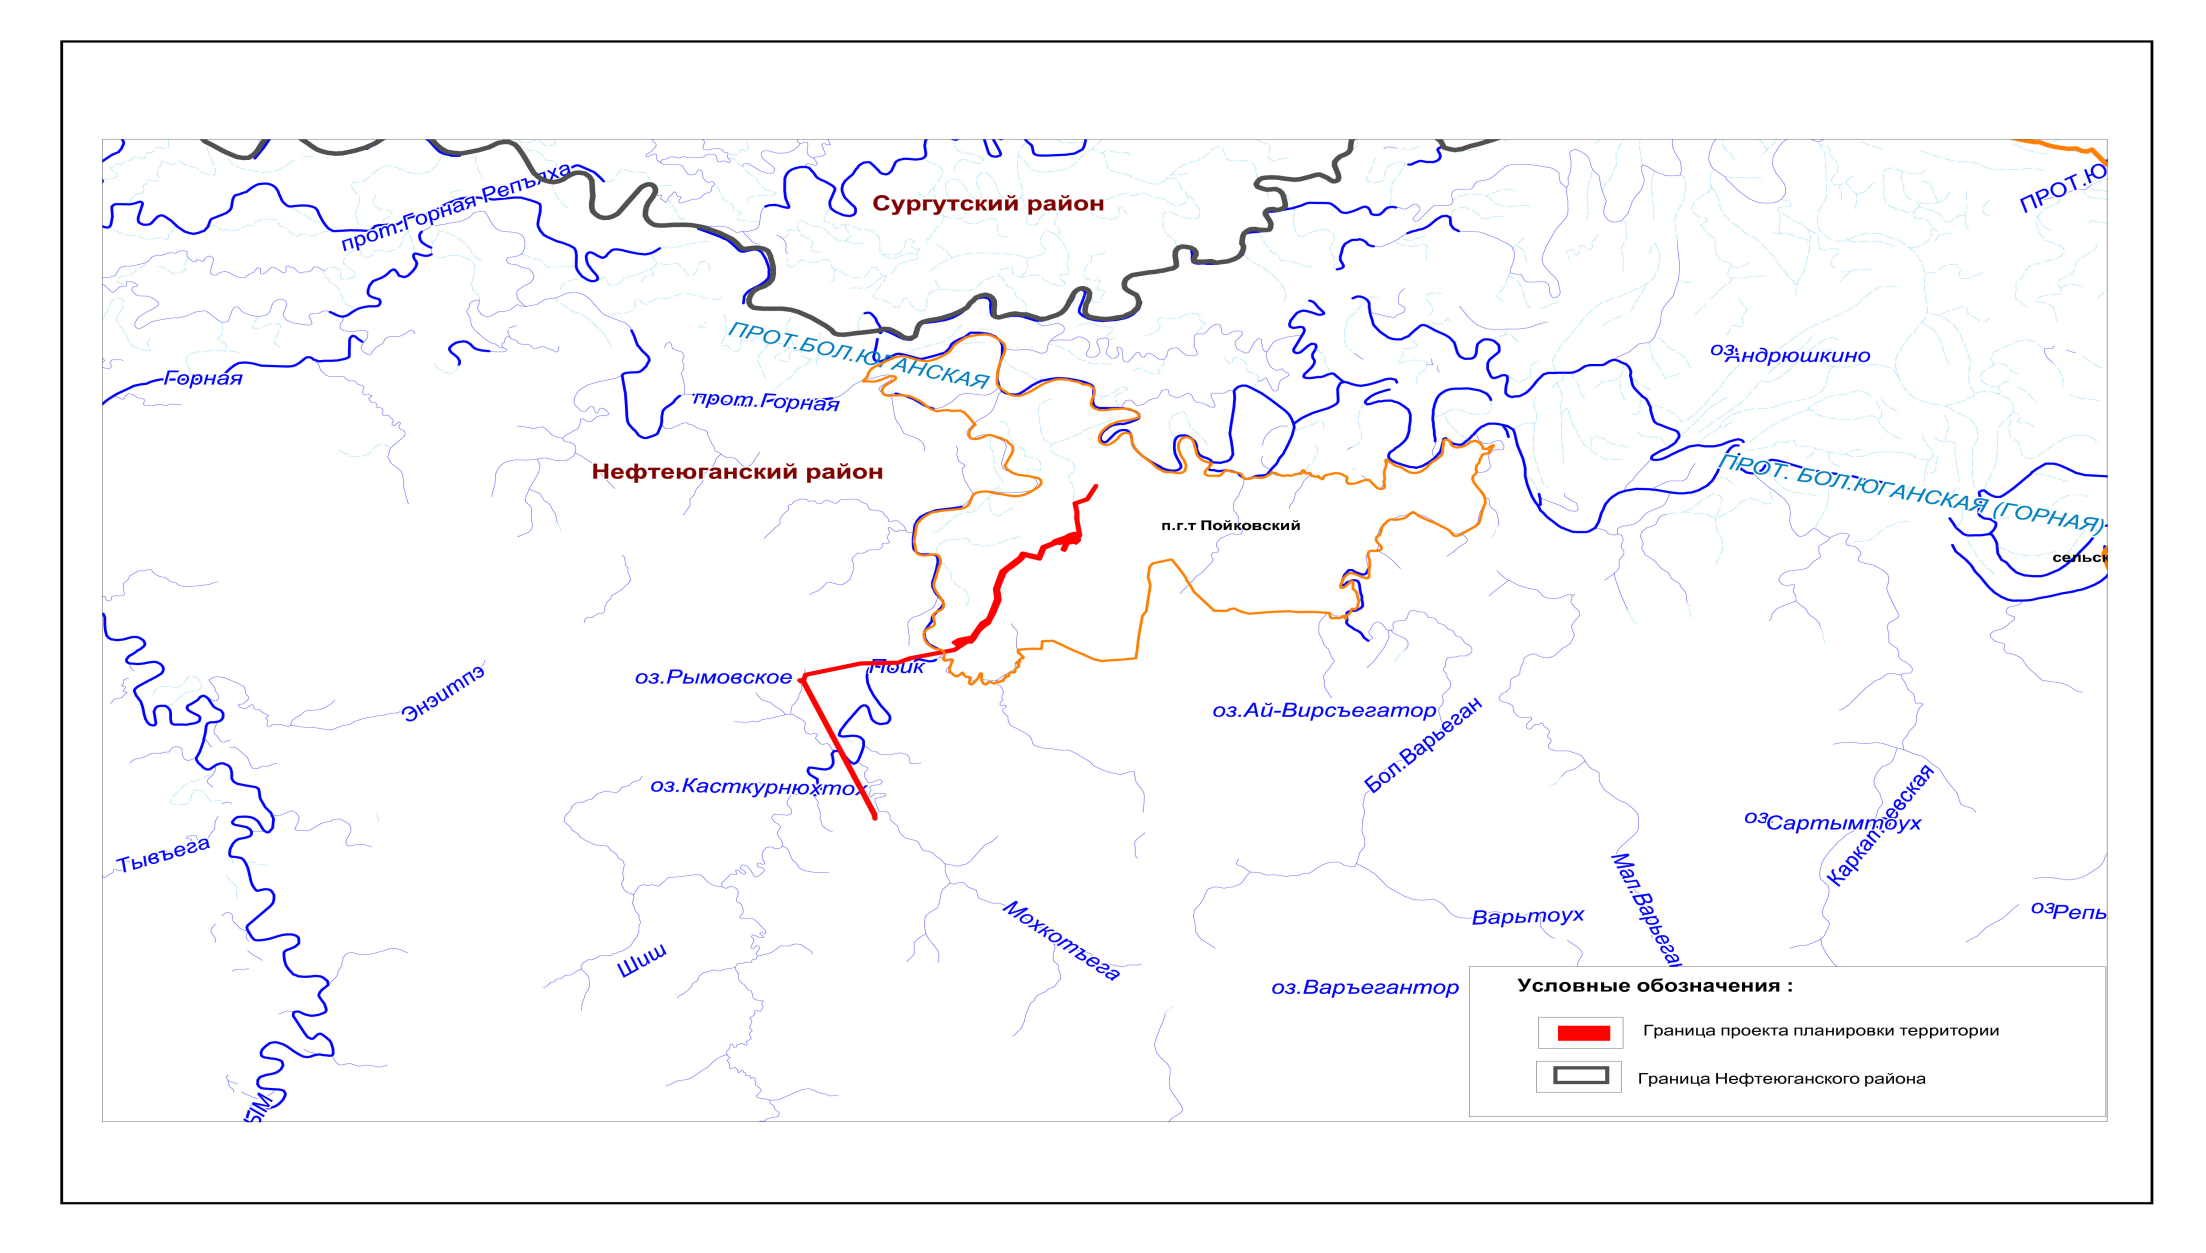 прот.Горная Репъяха
Сургутский район
ПРОТ.Ю
ПРОТ.БОЛ.ЮГАНСКАЯ
оз.Андрюшкино
Горная
прот.Горная
Нефтеюганский район
ПРОТ. БОЛ.ЮГАНСКАЯ (ГОРНАЯ)
п.г.т Пойковский
сельск
Пойк
оз.Рымовское
Энэитпэ
оз.Ай-Вирсъегатор
Бол.Варьеган
оз.Касткурнюхтох
оз.Сартымтоух
Тывъега
Мал.Варьеган
Мохкотъега
Варьтоух
оз.Репь
Шиш
оз.Варъегантор
Условные обозначения :
Граница проекта планировки территории
Граница Нефтеюганского района